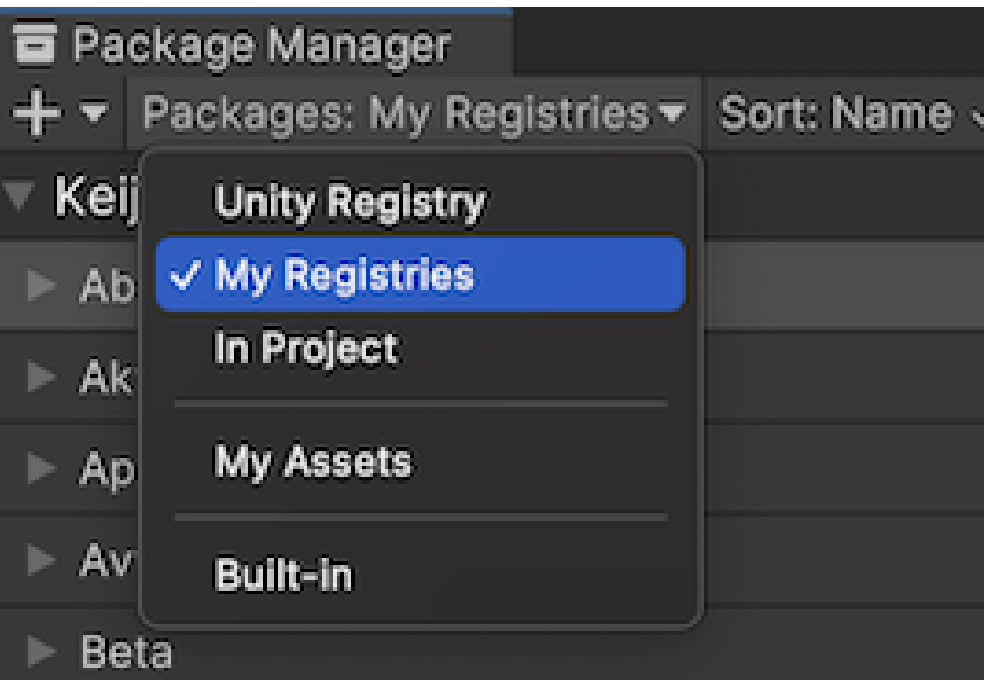 Package Manager
Packages: My Registries Sort: Name
Keij
Unity Registry
Ab
✓ My Registries
In Project
Ak
My Assets
Ap
Av
Built-in
Beta